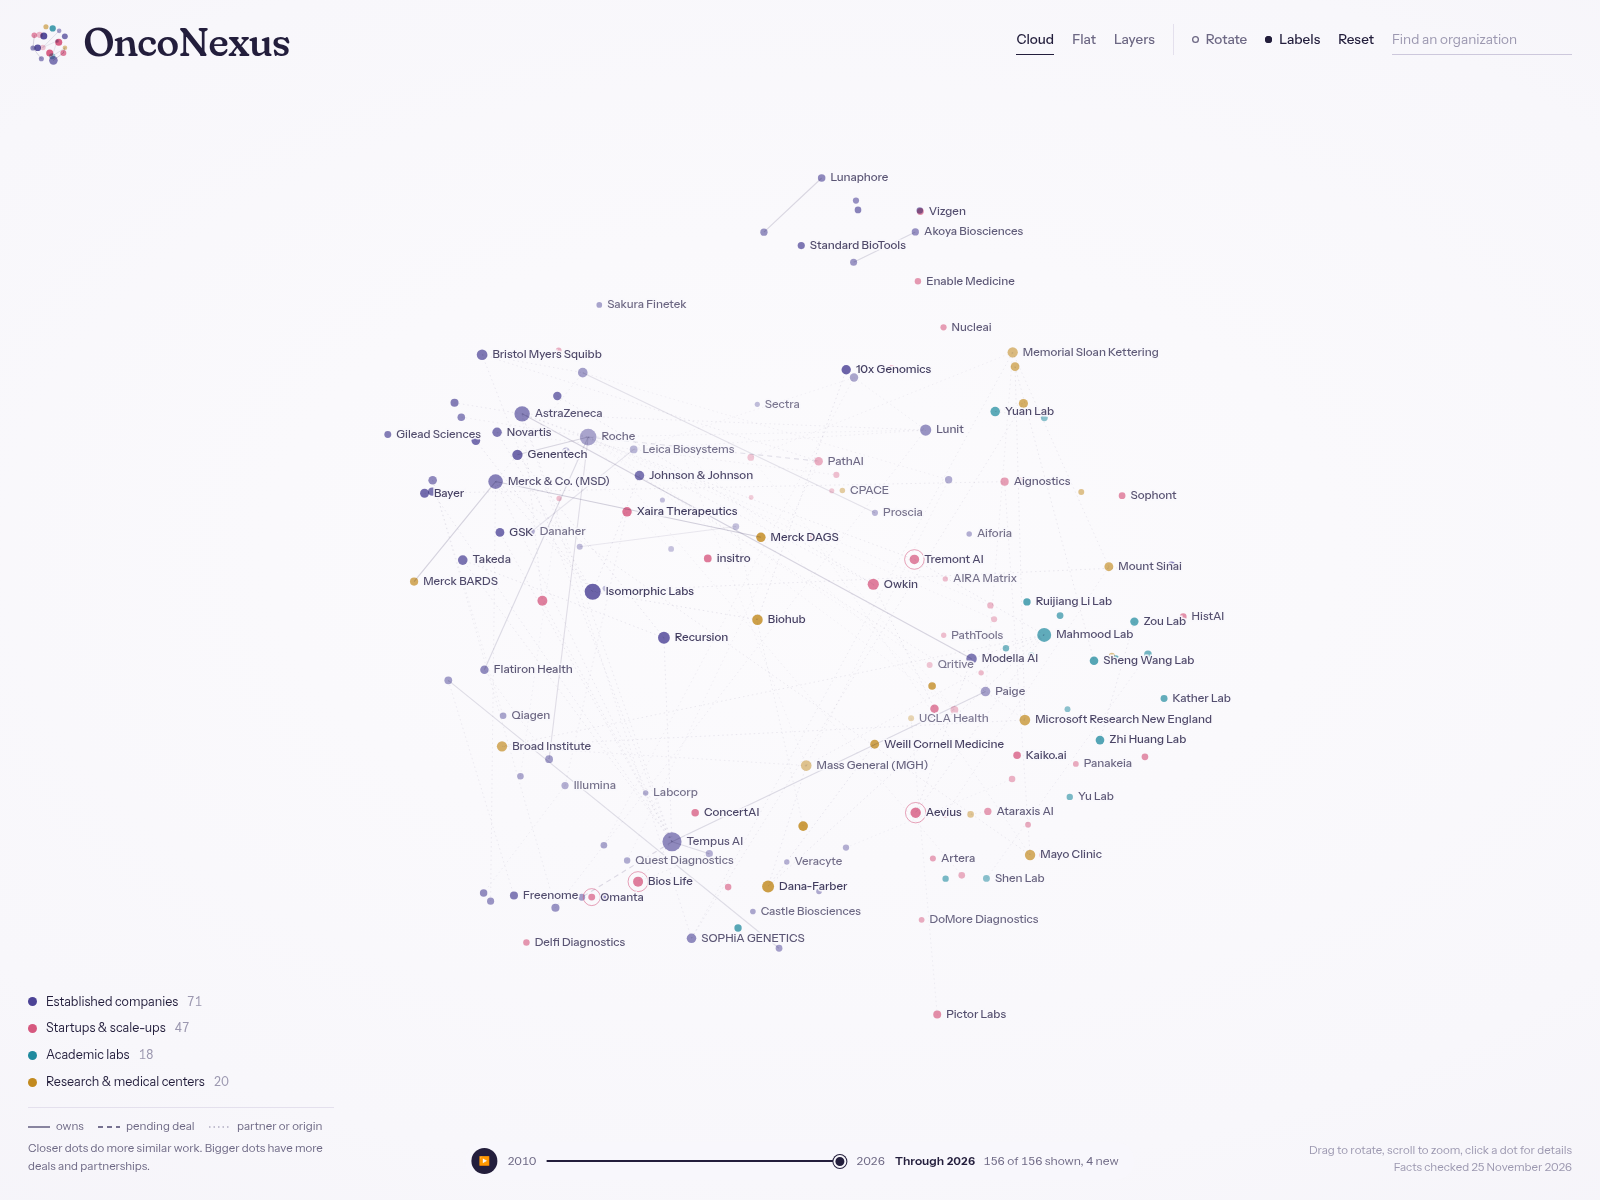 OncoNexus
Cloud Flat Layers Rotate Labels Reset Find an organization
Lunaphore
Vizgen
Akoya Biosciences
Standard BioTools
Enable Medicine
Sakura Finetek
Nucleai
Bristol Myers Squibb
Memorial Sloan Kettering
10x Genomics
Sectra
AstraZeneca
Yuan Lab
Gilead Sciences
Novartis
Roche
Lunit
Genentech
Leica Biosystems
PathAI
Merck & Co. (MSD)
Johnson & Johnson
Aignostics
Bayer
CPACE
Sophont
Xaira Therapeutics
Proscia
GSK
Danaher
Merck DAGS
Aiforia
Takeda
insitro
Tremont AI
Mount Sinai
Merck BARDS
Owkin
AIRA Matrix
Isomorphic Labs
Ruijiang Li Lab
Biohub
Zou Lab
HistAI
Recursion
PathTools
Mahmood Lab
Flatiron Health
Qritive
Modella AI
Sheng Wang Lab
Paige
Kather Lab
Qiagen
UCLA Health
Microsoft Research New England
Broad Institute
Weill Cornell Medicine
Zhi Huang Lab
Mass General (MGH)
Kaiko.ai
Panakeia
Illumina
Labcorp
Yu Lab
ConcertAI
Aevius
Ataraxis AI
Tempus AI
Quest Diagnostics
Veracyte
Artera
Mayo Clinic
Bios Life
Dana-Farber
Shen Lab
Freenome
Omanta
Castle Biosciences
DoMore Diagnostics
Delfi Diagnostics
SOPHiA GENETICS
Pictor Labs
Established companies 71
Startups & scale-ups 47
Academic labs 18
Research & medical centers 20
owns pending deal partner or origin
Closer dots do more similar work. Bigger dots have more
deals and partnerships.
2010 2026 Through 2026 156 of 156 shown, 4 new
Drag to rotate, scroll to zoom, click a dot for details
Facts checked 25 November 2026